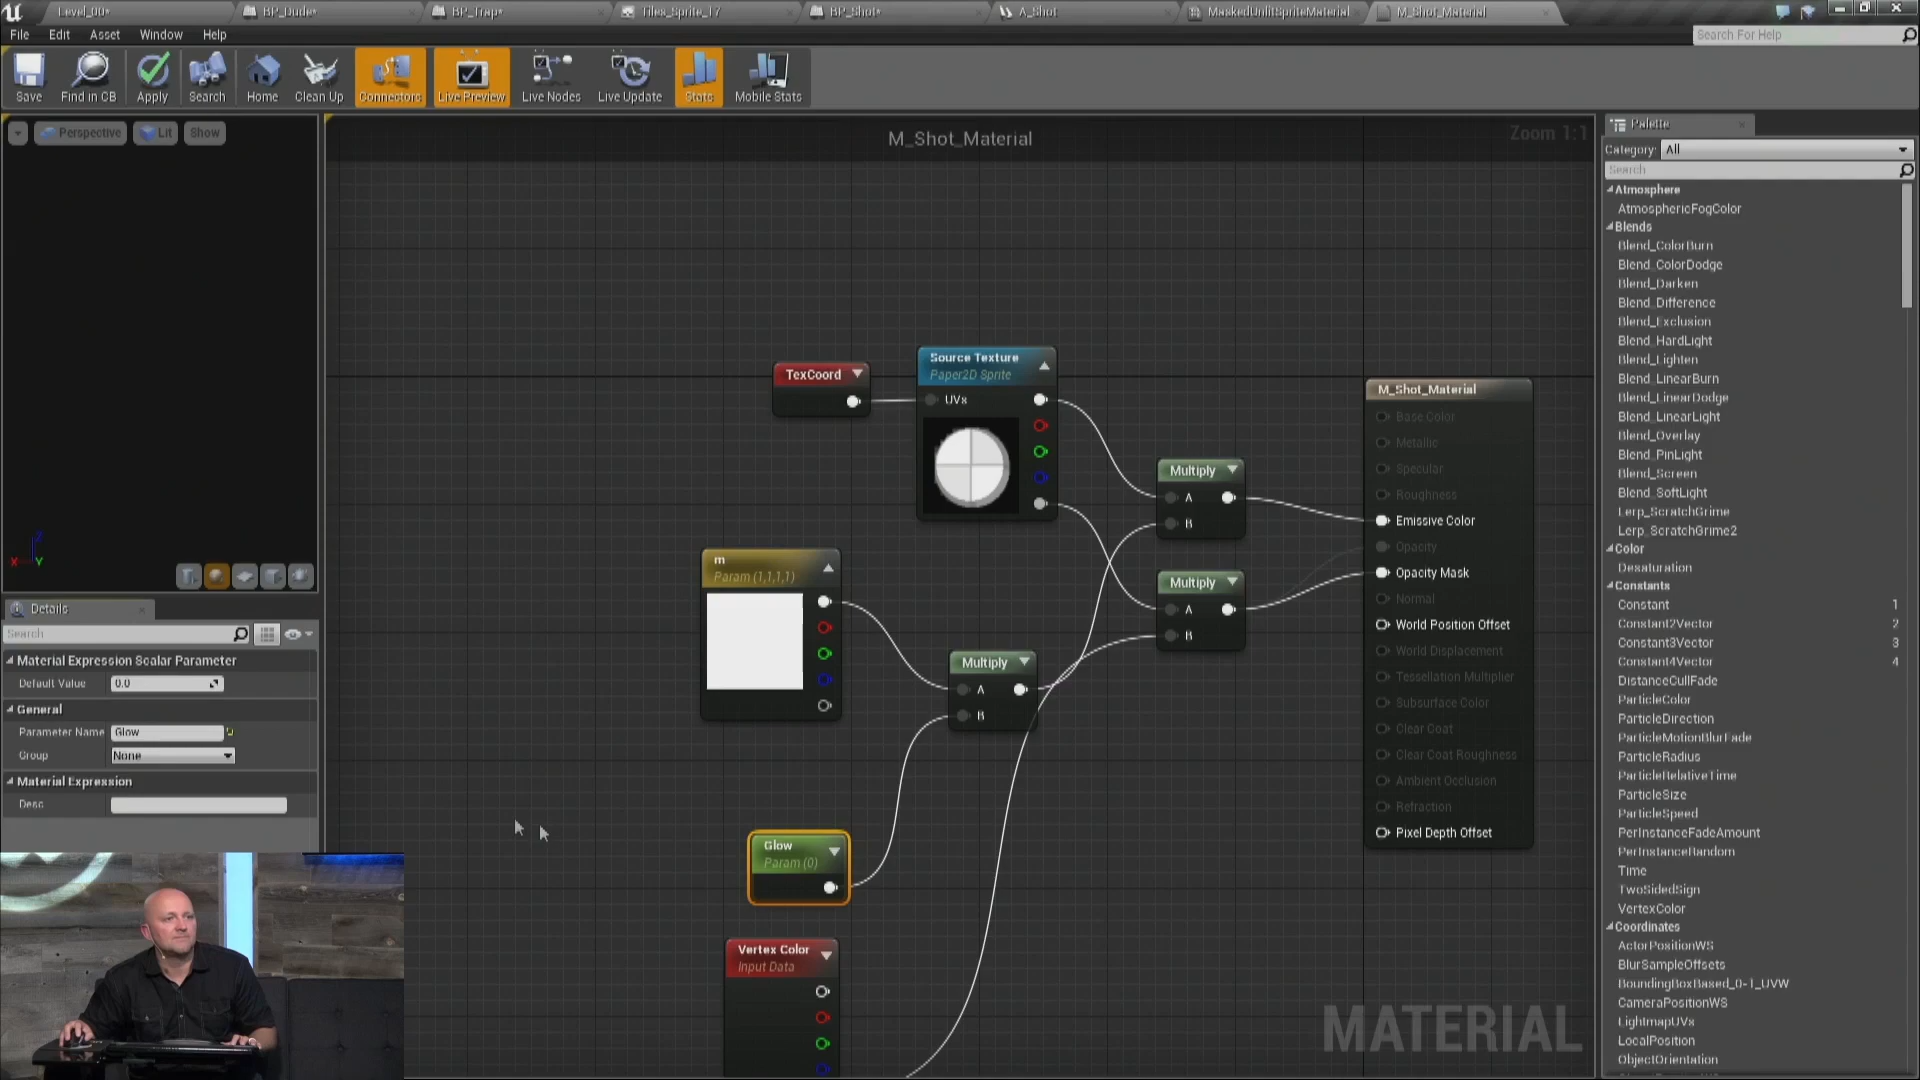 Level_00*
BP_Dude*
BP_Trap*
Tiles_Sprite_17
BP_Shot*
A_Shot
MaskedUnlitSpriteMaterial
M_Shot_Material
File Edit Asset Window Help
Search For Help
Save
Find in CB
Apply
Search
Home
Clean Up
Connectors
Live Preview
Live Nodes
Live Update
Stats
Mobile Stats
Perspective
Lit
Show
X
Y
Z
Details
Search
Material Expression Scalar Parameter
Default Value 0.0
General
Parameter Name Glow
Group None
Material Expression
Desc
M_Shot_Material
Zoom 1:1
TexCoord
Source Texture
Paper2D Sprite
UVs
m
Param (1,1,1,1)
Multiply
A
B
Multiply
A
B
Multiply
A
B
Glow
Param (0)
Vertex Color
Input Data
M_Shot_Material
Base Color
Metallic
Specular
Roughness
Emissive Color
Opacity
Opacity Mask
Normal
World Position Offset
World Displacement
Tessellation Multiplier
Subsurface Color
Clear Coat
Clear Coat Roughness
Ambient Occlusion
Refraction
Pixel Depth Offset
MATERIAL
Palette
Category: All
Search
Atmosphere
AtmosphericFogColor
Blends
Blend_ColorBurn
Blend_ColorDodge
Blend_Darken
Blend_Difference
Blend_Exclusion
Blend_HardLight
Blend_Lighten
Blend_LinearBurn
Blend_LinearDodge
Blend_LinearLight
Blend_Overlay
Blend_PinLight
Blend_Screen
Blend_SoftLight
Lerp_ScratchGrime
Lerp_ScratchGrime2
Color
Desaturation
Constants
Constant 1
Constant2Vector 2
Constant3Vector 3
Constant4Vector 4
DistanceCullFade
ParticleColor
ParticleDirection
ParticleMotionBlurFade
ParticleRadius
ParticleRelativeTime
ParticleSize
ParticleSpeed
PerInstanceFadeAmount
PerInstanceRandom
Time
TwoSidedSign
VertexColor
Coordinates
ActorPositionWS
BlurSampleOffsets
BoundingBoxBased_0-1_UVW
CameraPositionWS
LightmapUVs
LocalPosition
ObjectOrientation